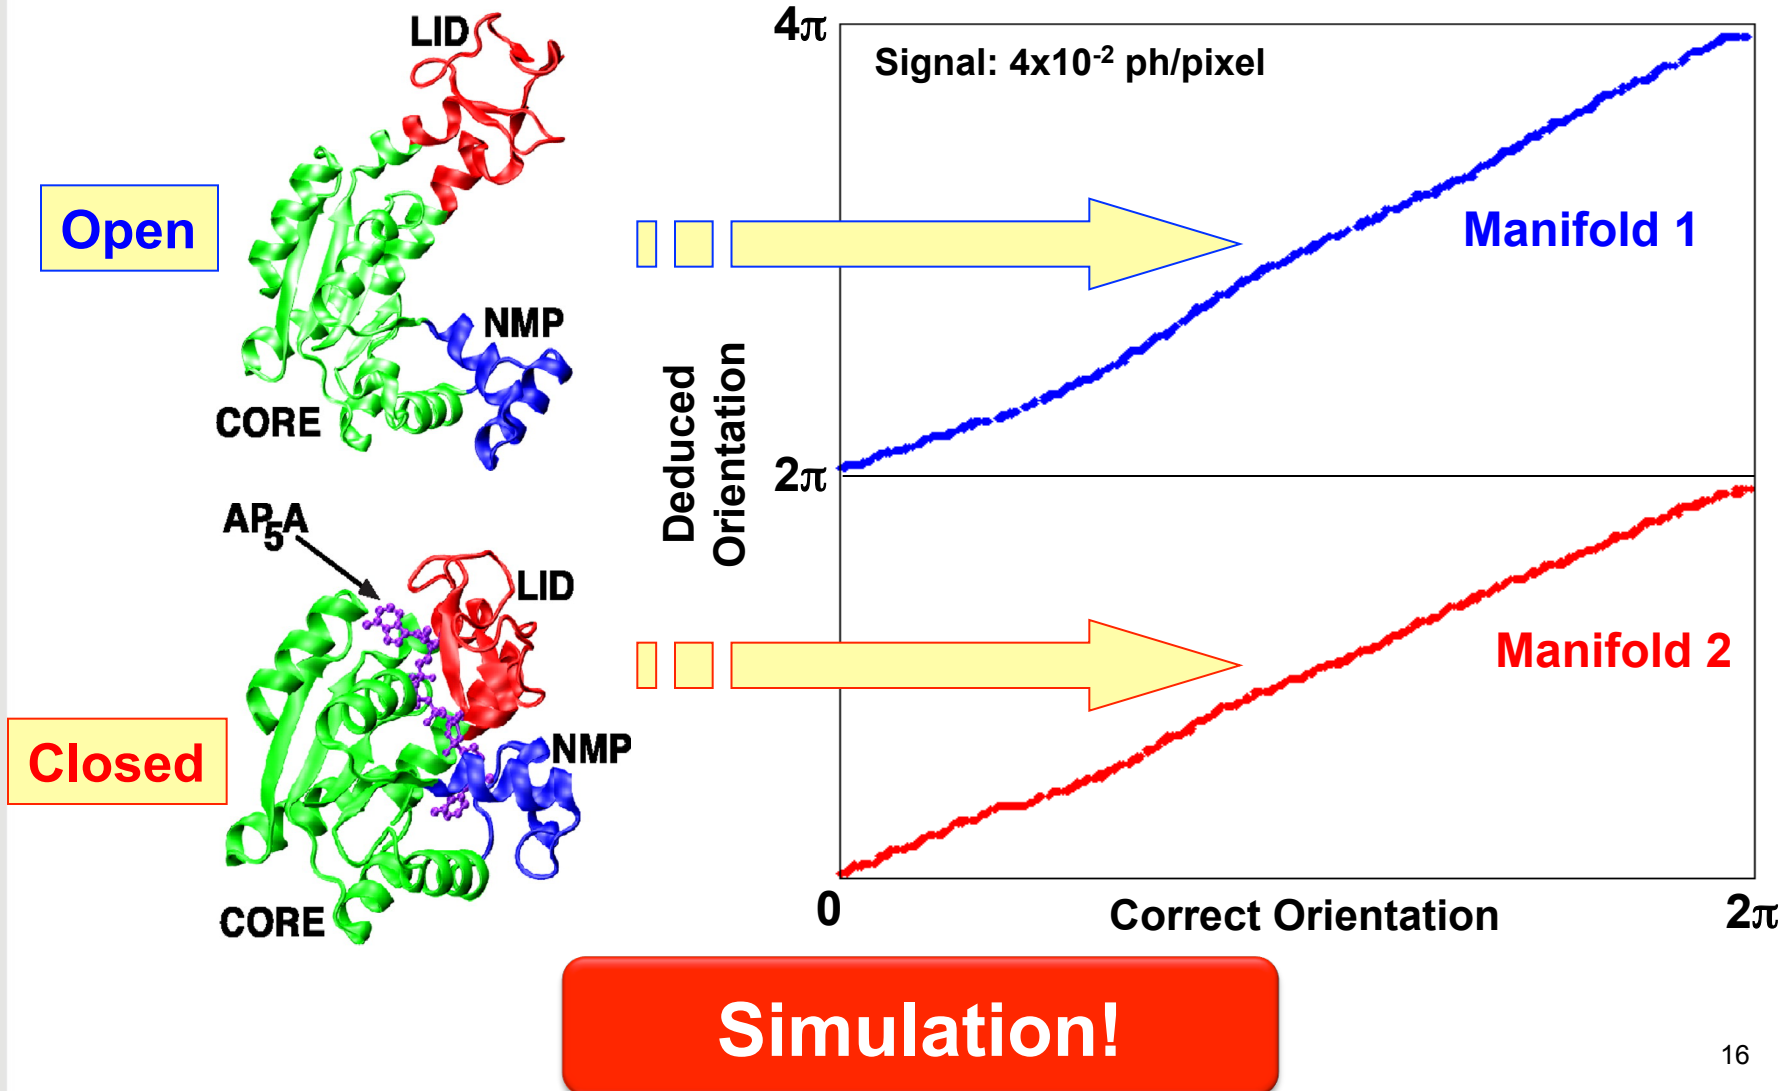 LID
Open
NMP
CORE
AP5A
LID
Closed
NMP
CORE
4π
Signal: 4x10-2 ph/pixel
Manifold 1
Deduced
Orientation
2π
Manifold 2
0
Correct Orientation
2π
Simulation!
16